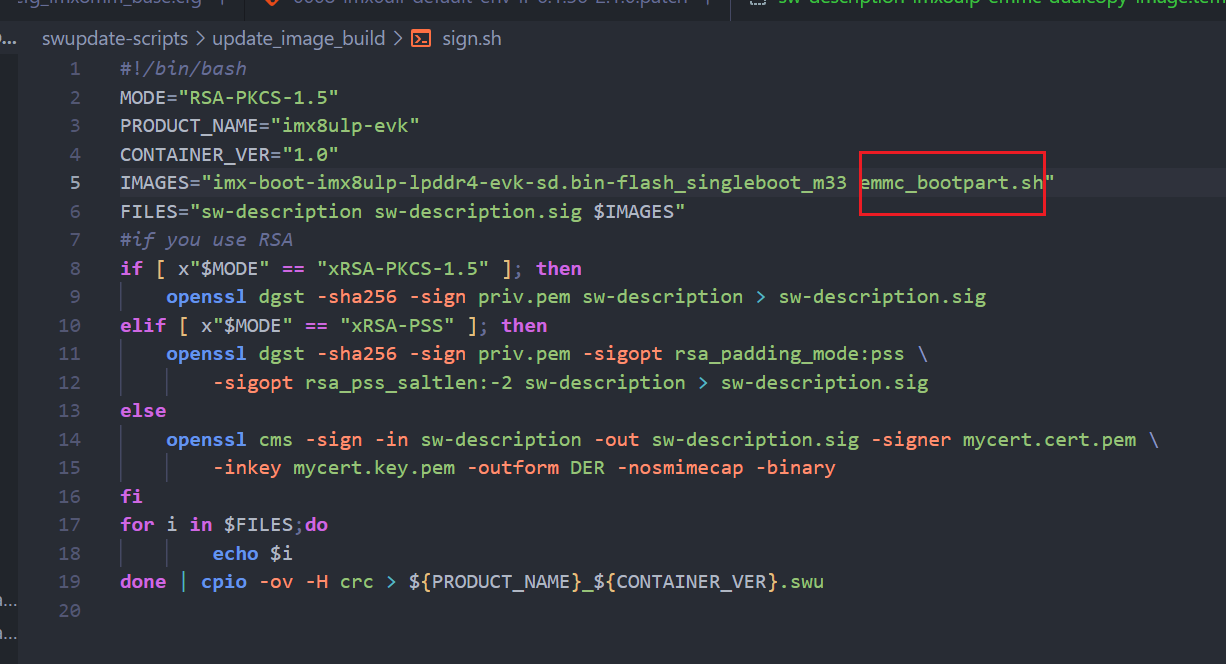 swupdate-scripts > update_image_build > sign.sh
1 #!/bin/bash
2 MODE="RSA-PKCS-1.5"
3 PRODUCT_NAME="imx8ulp-evk"
4 CONTAINER_VER="1.0"
5 IMAGES="imx-boot-imx8ulp-lpddr4-evk-sd.bin-flash_singleboot_m33 emmc_bootpart.sh"
6 FILES="sw-description sw-description.sig $IMAGES"
7 #if you use RSA
8 if [ x"$MODE" == "xRSA-PKCS-1.5" ]; then
9     openssl dgst -sha256 -sign priv.pem sw-description > sw-description.sig
10 elif [ x"$MODE" == "xRSA-PSS" ]; then
11     openssl dgst -sha256 -sign priv.pem -sigopt rsa_padding_mode:pss \
12         -sigopt rsa_pss_saltlen:-2 sw-description > sw-description.sig
13 else
14     openssl cms -sign -in sw-description -out sw-description.sig -signer mycert.cert.pem \
15         -inkey mycert.key.pem -outform DER -nosmimecap -binary
16 fi
17 for i in $FILES;do
18         echo $i
19 done | cpio -ov -H crc > ${PRODUCT_NAME}_${CONTAINER_VER}.swu
20